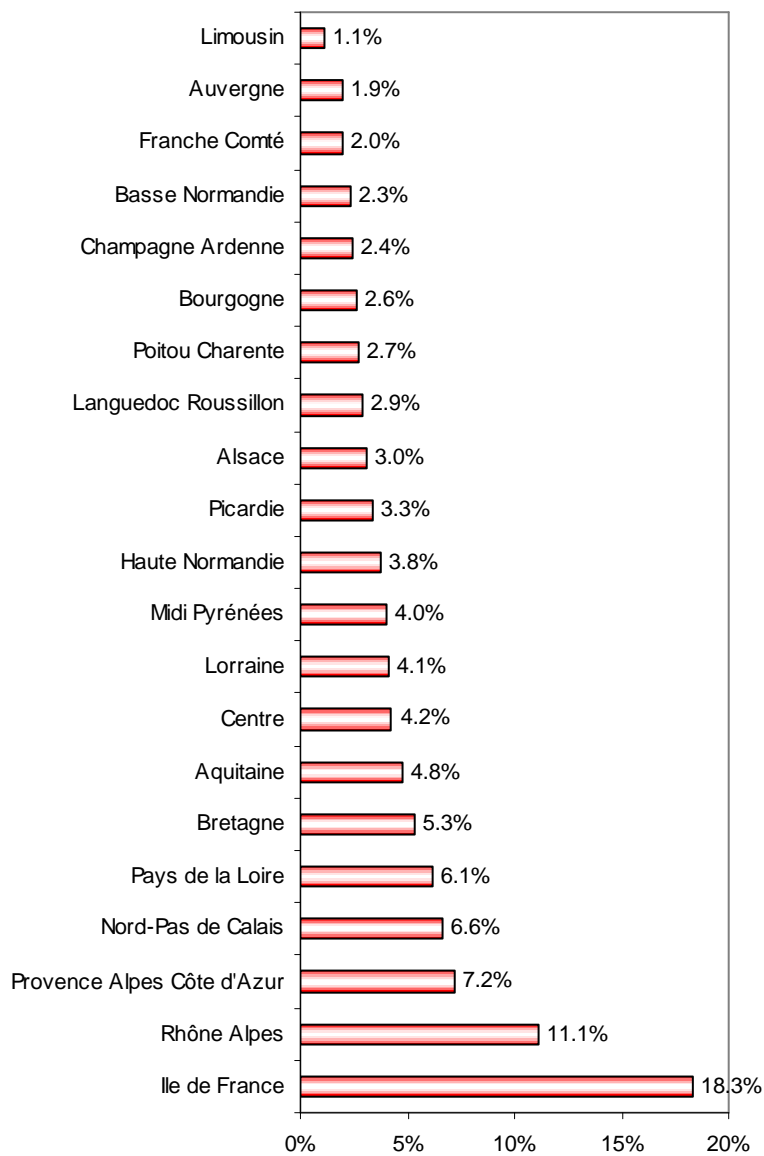 Limousin 1.1%
Auvergne 1.9%
Franche Comté 2.0%
Basse Normandie 2.3%
Champagne Ardenne 2.4%
Bourgogne 2.6%
Poitou Charente 2.7%
Languedoc Roussillon 2.9%
Alsace 3.0%
Picardie 3.3%
Haute Normandie 3.8%
Midi Pyrénées 4.0%
Lorraine 4.1%
Centre 4.2%
Aquitaine 4.8%
Bretagne 5.3%
Pays de la Loire 6.1%
Nord-Pas de Calais 6.6%
Provence Alpes Côte d'Azur 7.2%
Rhône Alpes 11.1%
Ile de France 18.3%
0% 5% 10% 15% 20%